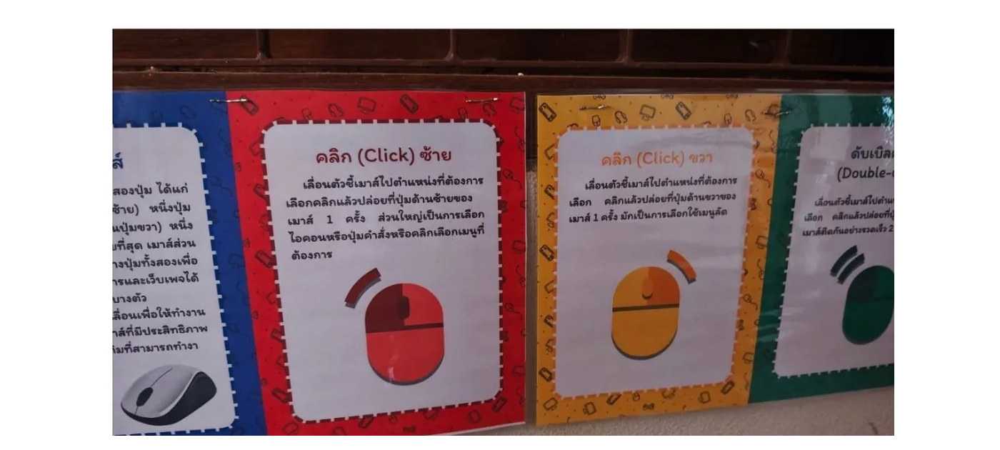 ส์
สองปุ่ม ได้แก่
ซ้าย) หนึ่งปุ่ม
นปุ่มขวา) หนึ่ง
ยที่สุด เมาส์ส่วน
างปุ่มทั้งสองเพื่อ
ารและเว็บเพจได้
บางตัว
ลื่อนเพื่อให้ทำงาน
าส์ที่มีประสิทธิภาพ
ที่สามารถทำงา
คลิก (Click) ซ้าย
เลื่อนตัวชี้เมาส์ไปตำแหน่งที่ต้องการ
เลือกคลิกแล้วปล่อยที่ปุ่มด้านซ้ายของ
เมาส์ 1 ครั้ง ส่วนใหญ่เป็นการเลือก
ไอคอนหรือปุ่มคำสั่งหรือคลิกเลือกเมนูที่
ต้องการ
คลิก (Click) ขวา
เลื่อนตัวชี้เมาส์ไปตำแหน่งที่ต้องการ
เลือก คลิกแล้วปล่อยที่ปุ่มด้านขวาของ
เมาส์ 1 ครั้ง มักเป็นการเลือกใช้เมนูลัด
ดับเบิล
(Double-
เลื่อนตัวชี้เมาส์ไปตำแ
เลือก คลิกแล้วปล่อยที่ปุ่
เมาส์ติดกันอย่างรวดเร็ว 2